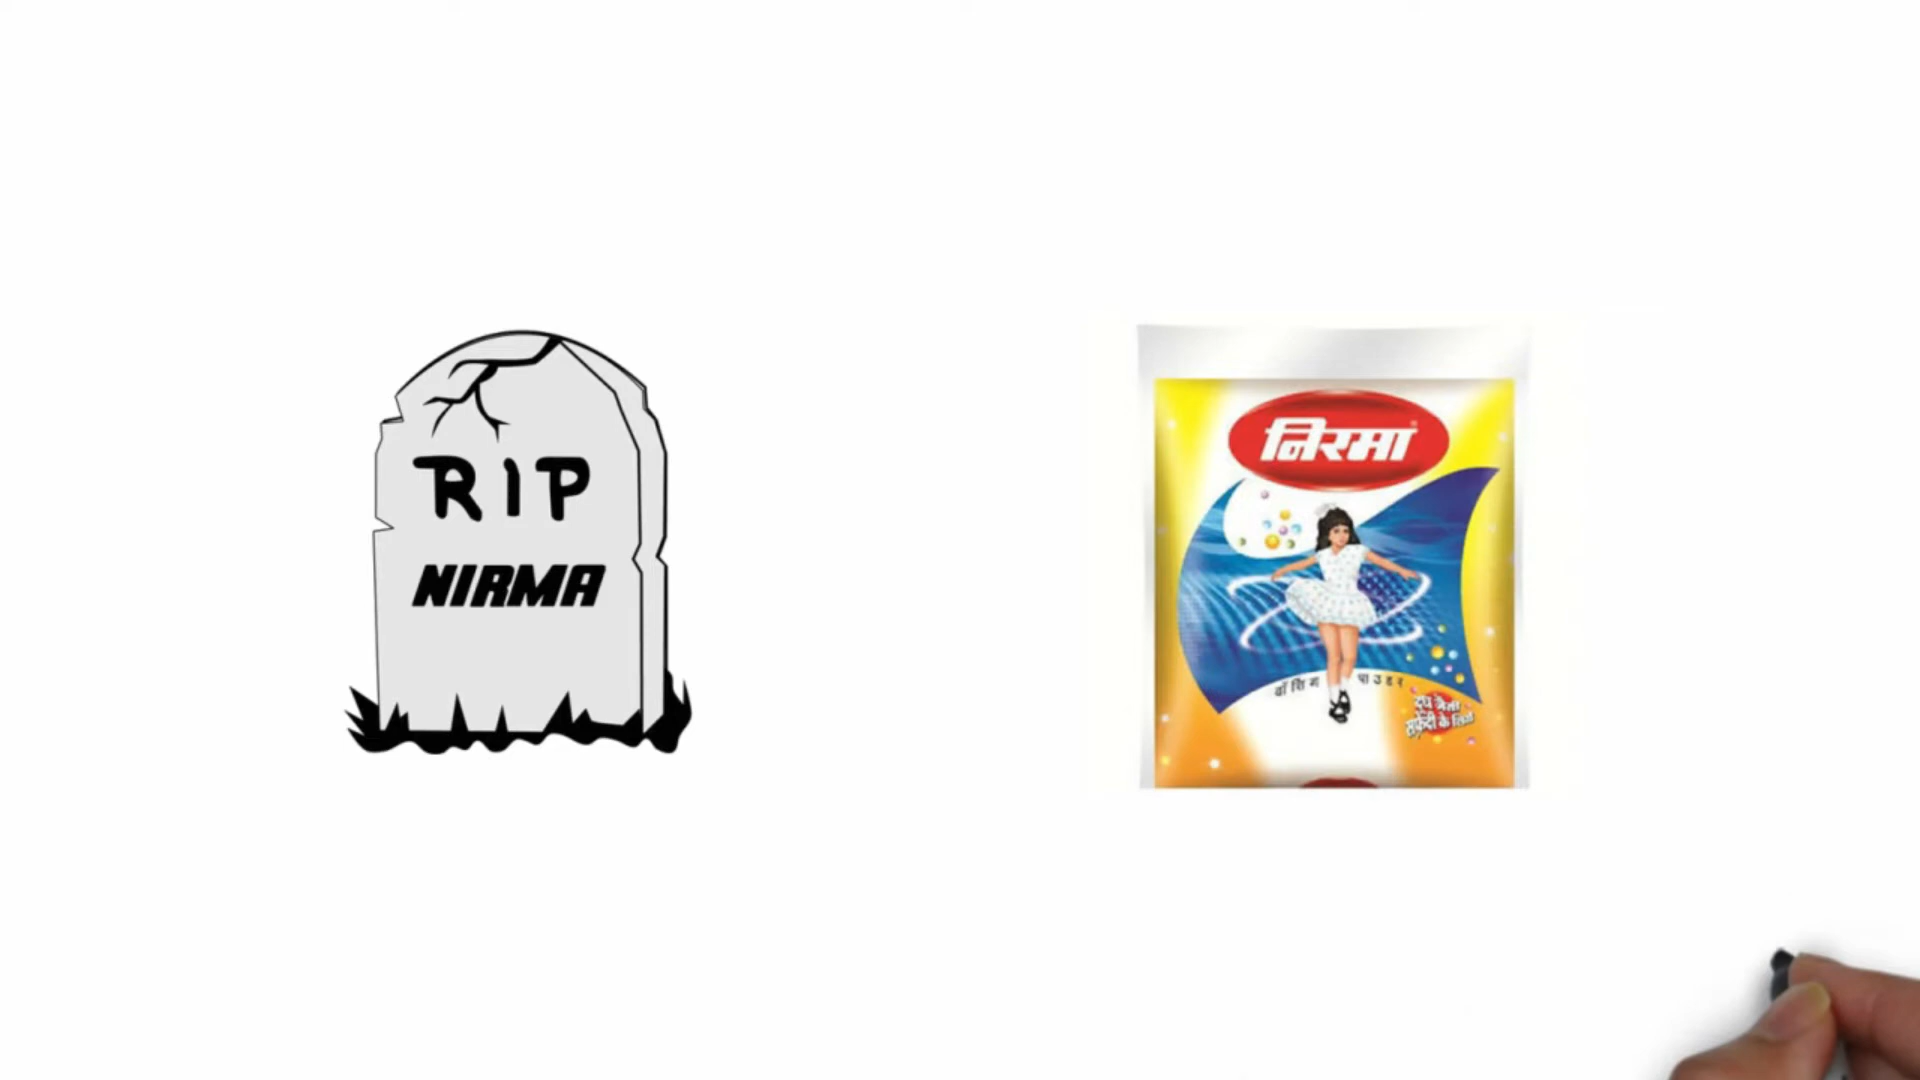 RIP
NIRMA
निरमा
वॉशिंग पाउडर
दूध जैसी
सफ़ेदी के लिये